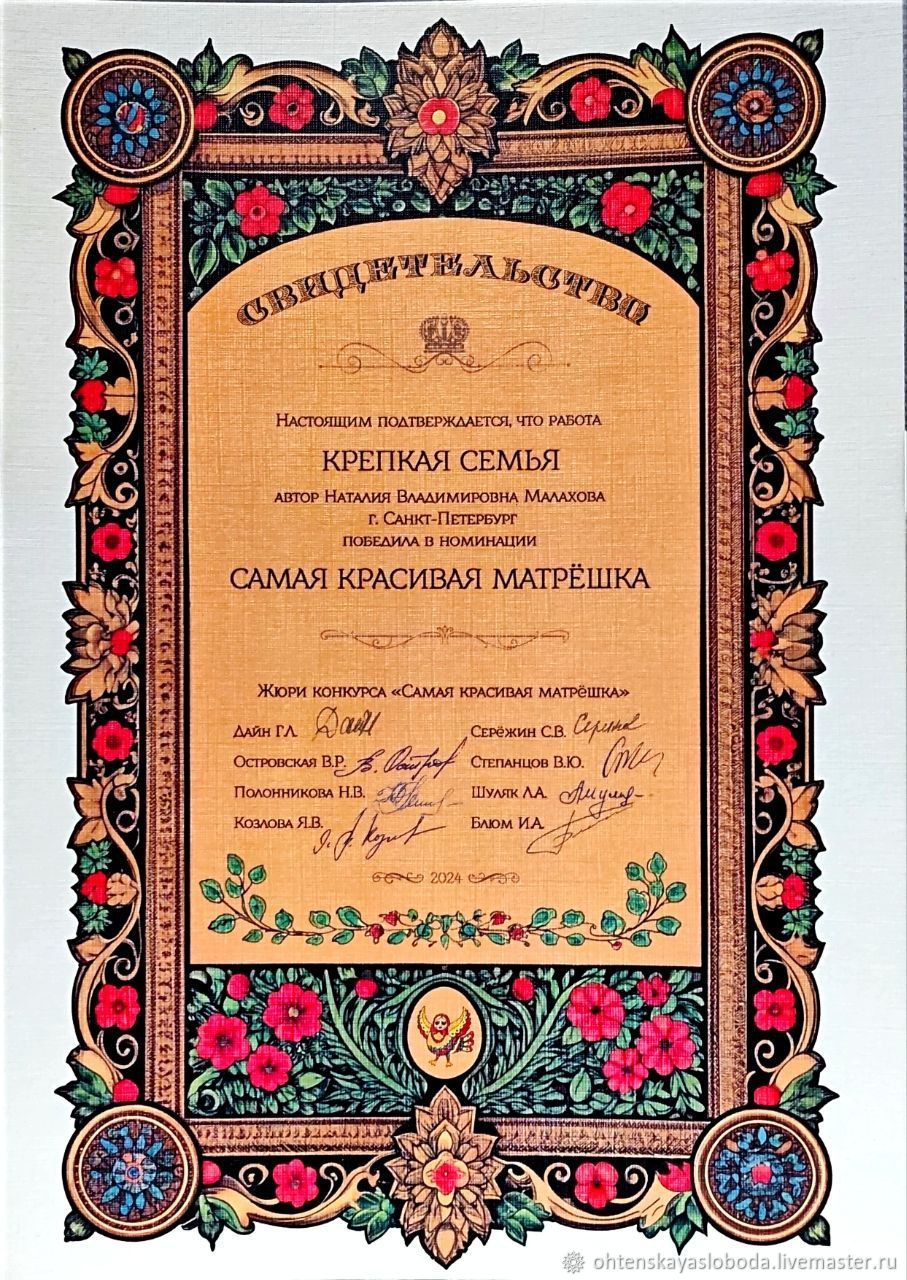 СВИДЕТЕЛЬСТВО
Настоящим подтверждается, что работа
КРЕПКАЯ СЕМЬЯ
автор Наталия Владимировна Малахова
г. Санкт-Петербург
победила в номинации
САМАЯ КРАСИВАЯ МАТРЁШКА
Жюри конкурса «Самая красивая матрёшка»
Дайн Г.Л. Серёжин С.В.
Островская В.Р. Степанцов В.Ю.
Полонникова Н.В. Шуляк Л.А.
Козлова Я.В. Блюм И.А.
2024
ohtenskayasloboda.livemaster.ru